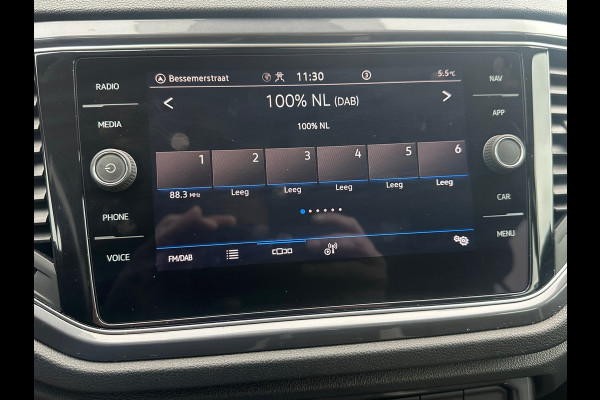 RADIO
MEDIA
PHONE
VOICE
Bessemerstraat 11:30 3 5.5°C
100% NL (DAB)
100% NL
1 2 3 4 5 6
88.3 MHz Leeg Leeg Leeg Leeg Leeg
FM/DAB
NAV
APP
CAR
MENU